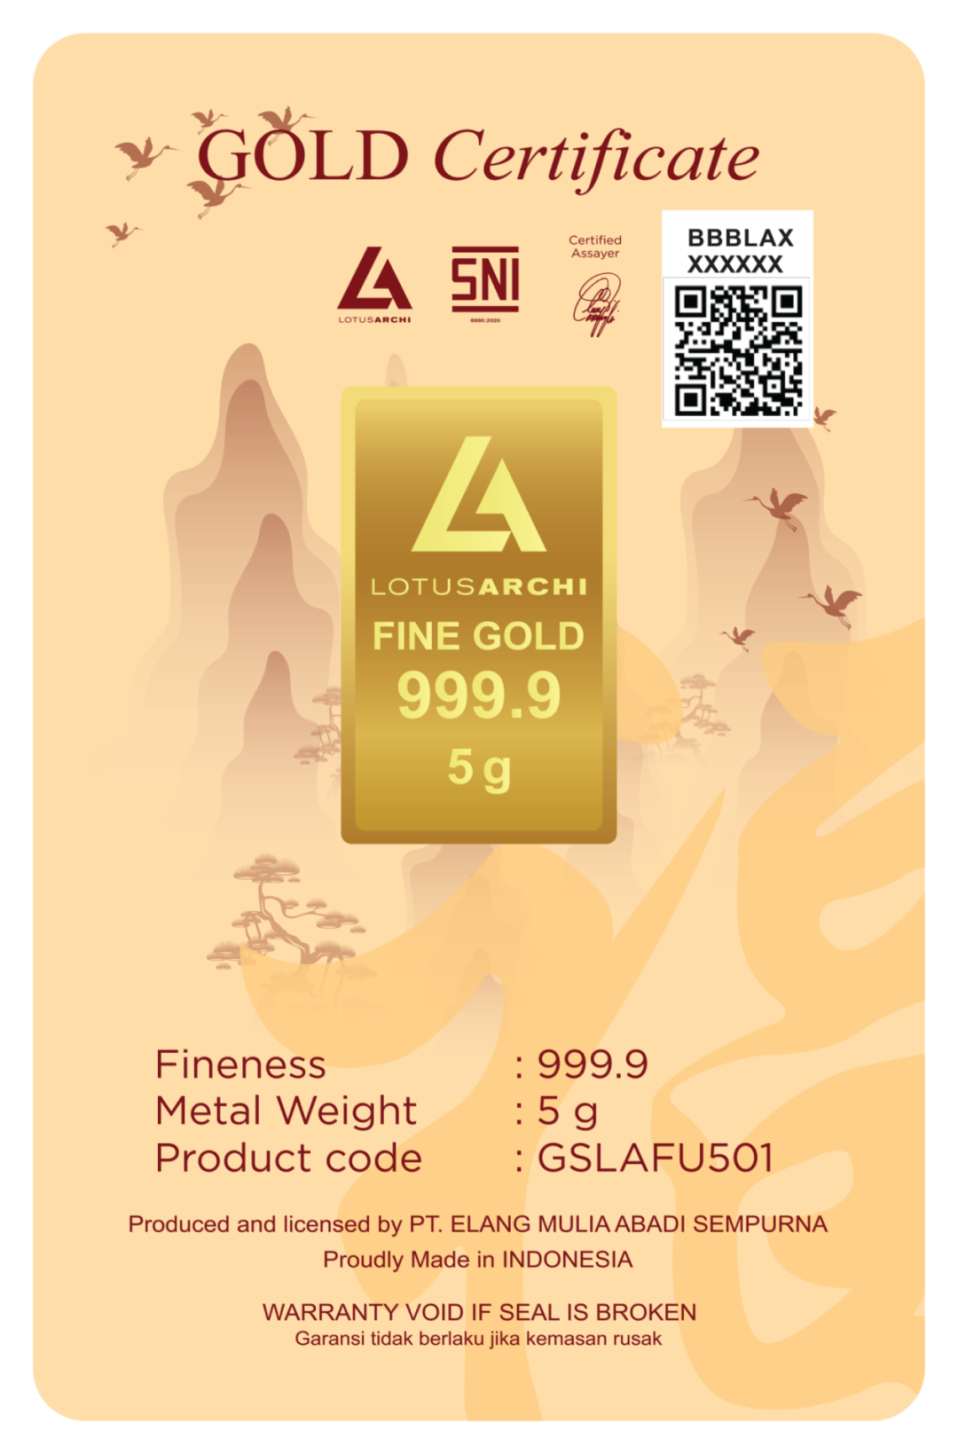 GOLD Certificate
LOTUSARCHI
SNI
8880:2020
Certified
Assayer
BBBLAX
XXXXXX
LOTUSARCHI
FINE GOLD
999.9
5 g
Fineness : 999.9
Metal Weight : 5 g
Product code : GSLAFU501
Produced and licensed by PT. ELANG MULIA ABADI SEMPURNA
Proudly Made in INDONESIA
WARRANTY VOID IF SEAL IS BROKEN
Garansi tidak berlaku jika kemasan rusak